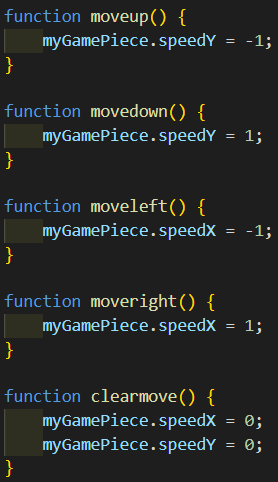 function moveup() {
    myGamePiece.speedY = -1;
}

function movedown() {
    myGamePiece.speedY = 1;
}

function moveleft() {
    myGamePiece.speedX = -1;
}

function moveright() {
    myGamePiece.speedX = 1;
}

function clearmove() {
    myGamePiece.speedX = 0;
    myGamePiece.speedY = 0;
}